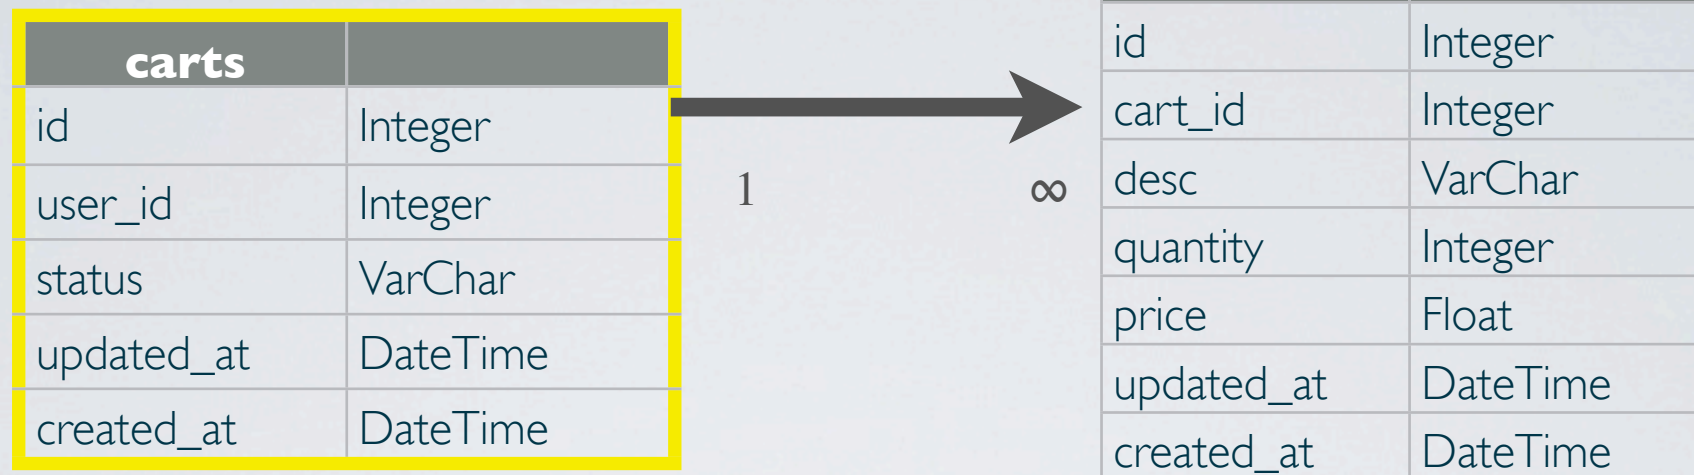 carts
id Integer
user_id Integer
status VarChar
updated_at DateTime
created_at DateTime
1 ∞
id Integer
cart_id Integer
desc VarChar
quantity Integer
price Float
updated_at DateTime
created_at DateTime